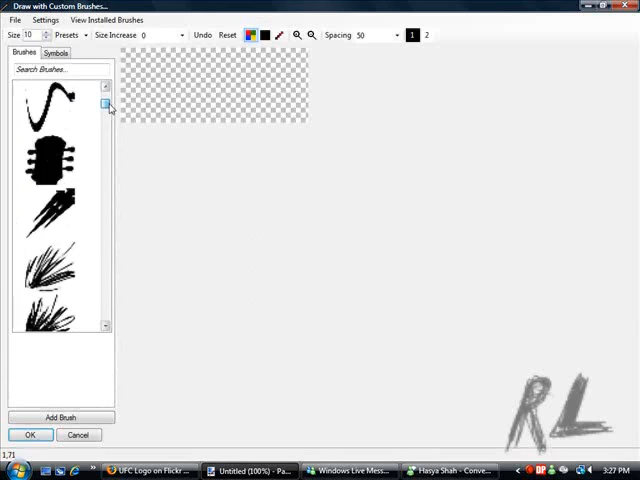 Draw with Custom Brushes...
File Settings View Installed Brushes
Size 10 Presets Size Increase 0 Undo Reset Spacing 50 1 2
Brushes Symbols
Search Brushes...
Add Brush
OK Cancel
RL
1,71
UFC Logo on Flickr ... Untitled (100%) - Pa... Windows Live Mess... Hasya Shah - Conve... 3:27 PM